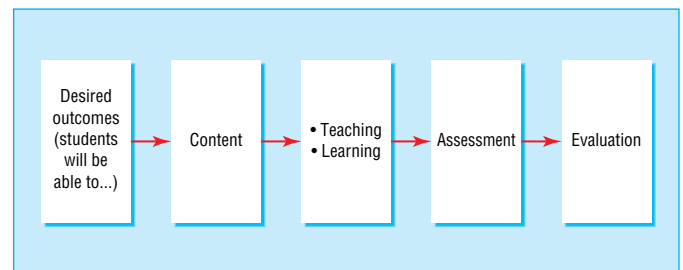 Desired
outcomes
(students
will be
able to...)
Content
• Teaching
• Learning
Assessment
Evaluation